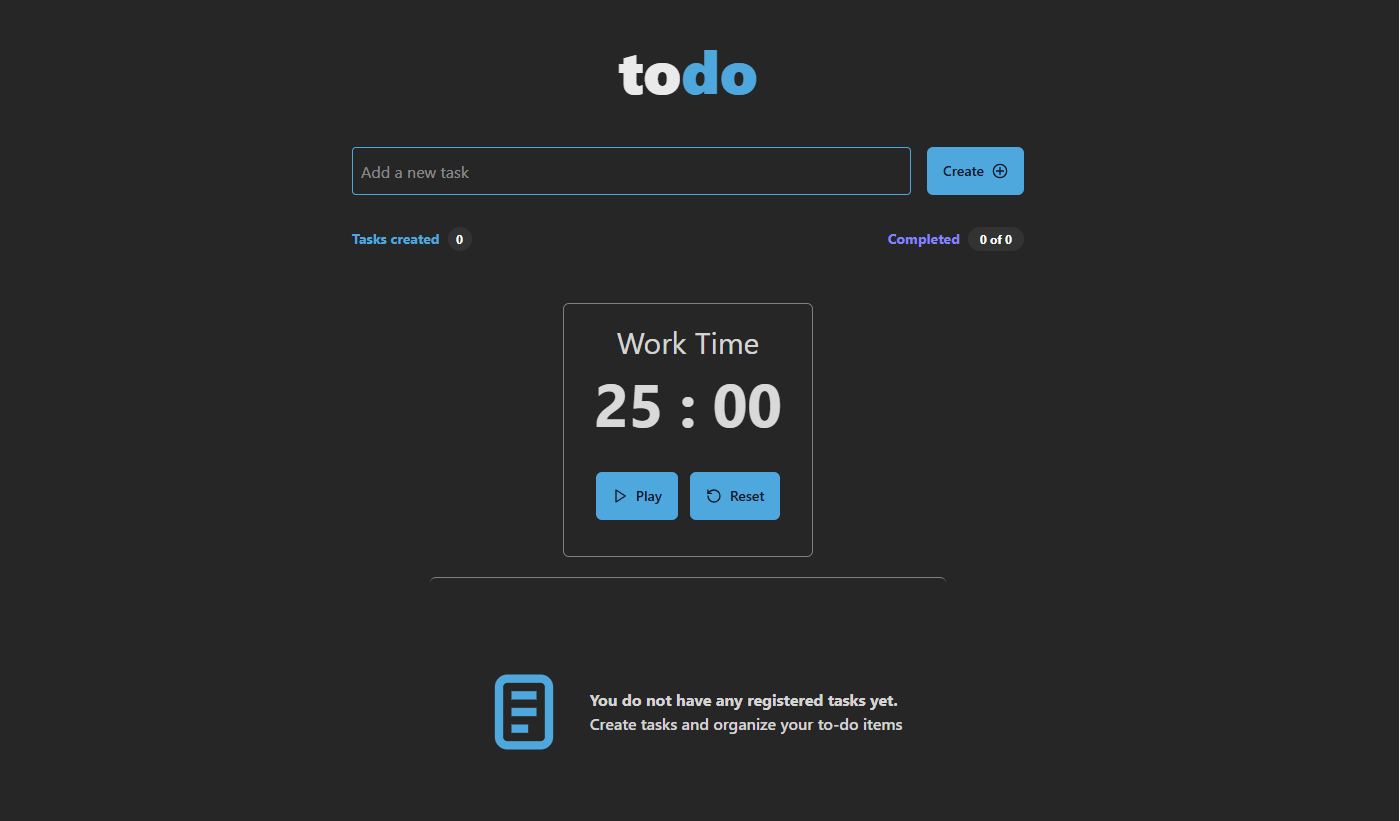 todo
Add a new task
Create
Tasks created 0
Completed 0 of 0
Work Time
25 : 00
Play
Reset
You do not have any registered tasks yet.
Create tasks and organize your to-do items